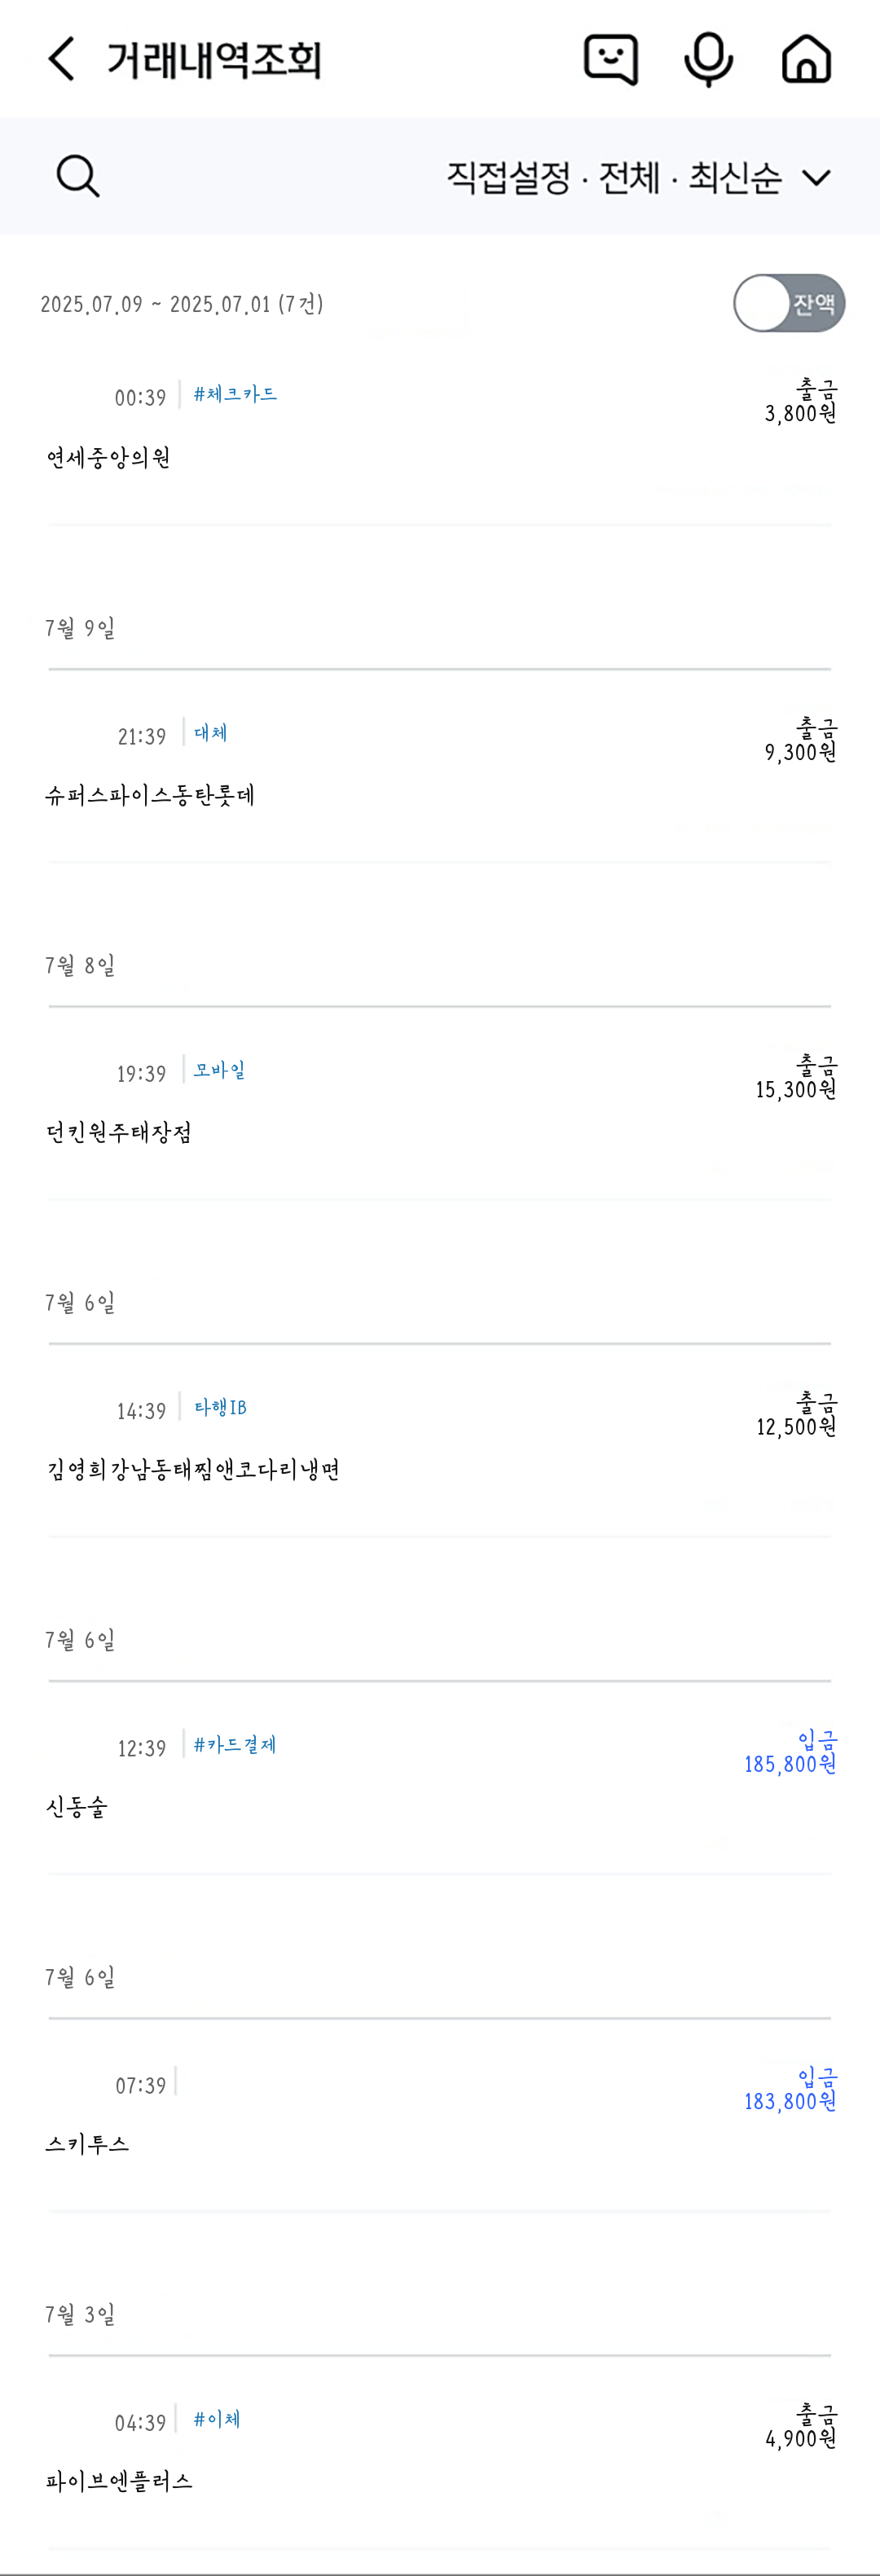 거래내역조회
직접설정 · 전체 · 최신순
2025.07.09 ~ 2025.07.01 (7건)
잔액
00:39 #체크카드 출금
3,800원
연세중앙의원
7월 9일
21:39 대체 출금
9,300원
슈퍼스파이스동탄롯데
7월 8일
19:39 모바일 출금
15,300원
던킨원주태장점
7월 6일
14:39 타행IB 출금
12,500원
김영희강남동태찜앤코다리냉면
7월 6일
12:39 #카드결제 입금
185,800원
신동술
7월 6일
07:39 입금
183,800원
스키투스
7월 3일
04:39 #이체 출금
4,900원
파이브엔플러스